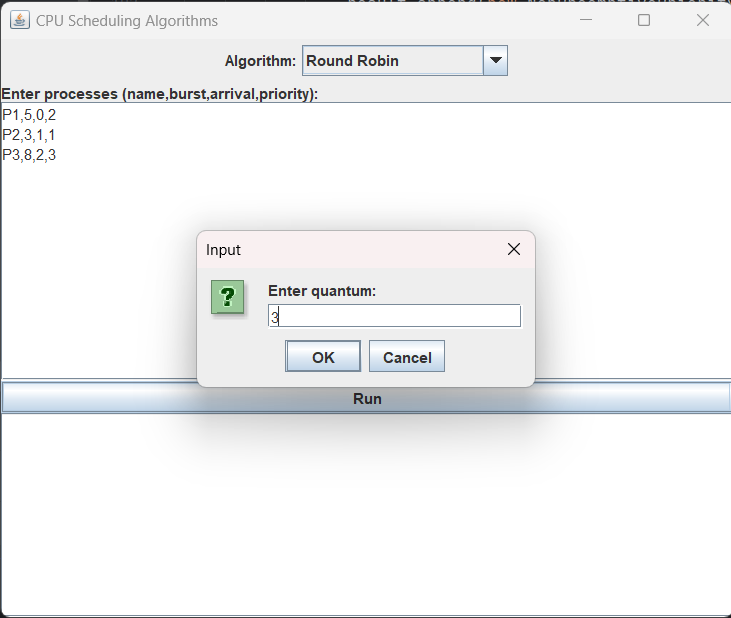 CPU Scheduling Algorithms
Algorithm: Round Robin
Enter processes (name,burst,arrival,priority):
P1,5,0,2
P2,3,1,1
P3,8,2,3
Input
?
Enter quantum:
3
OK Cancel
Run